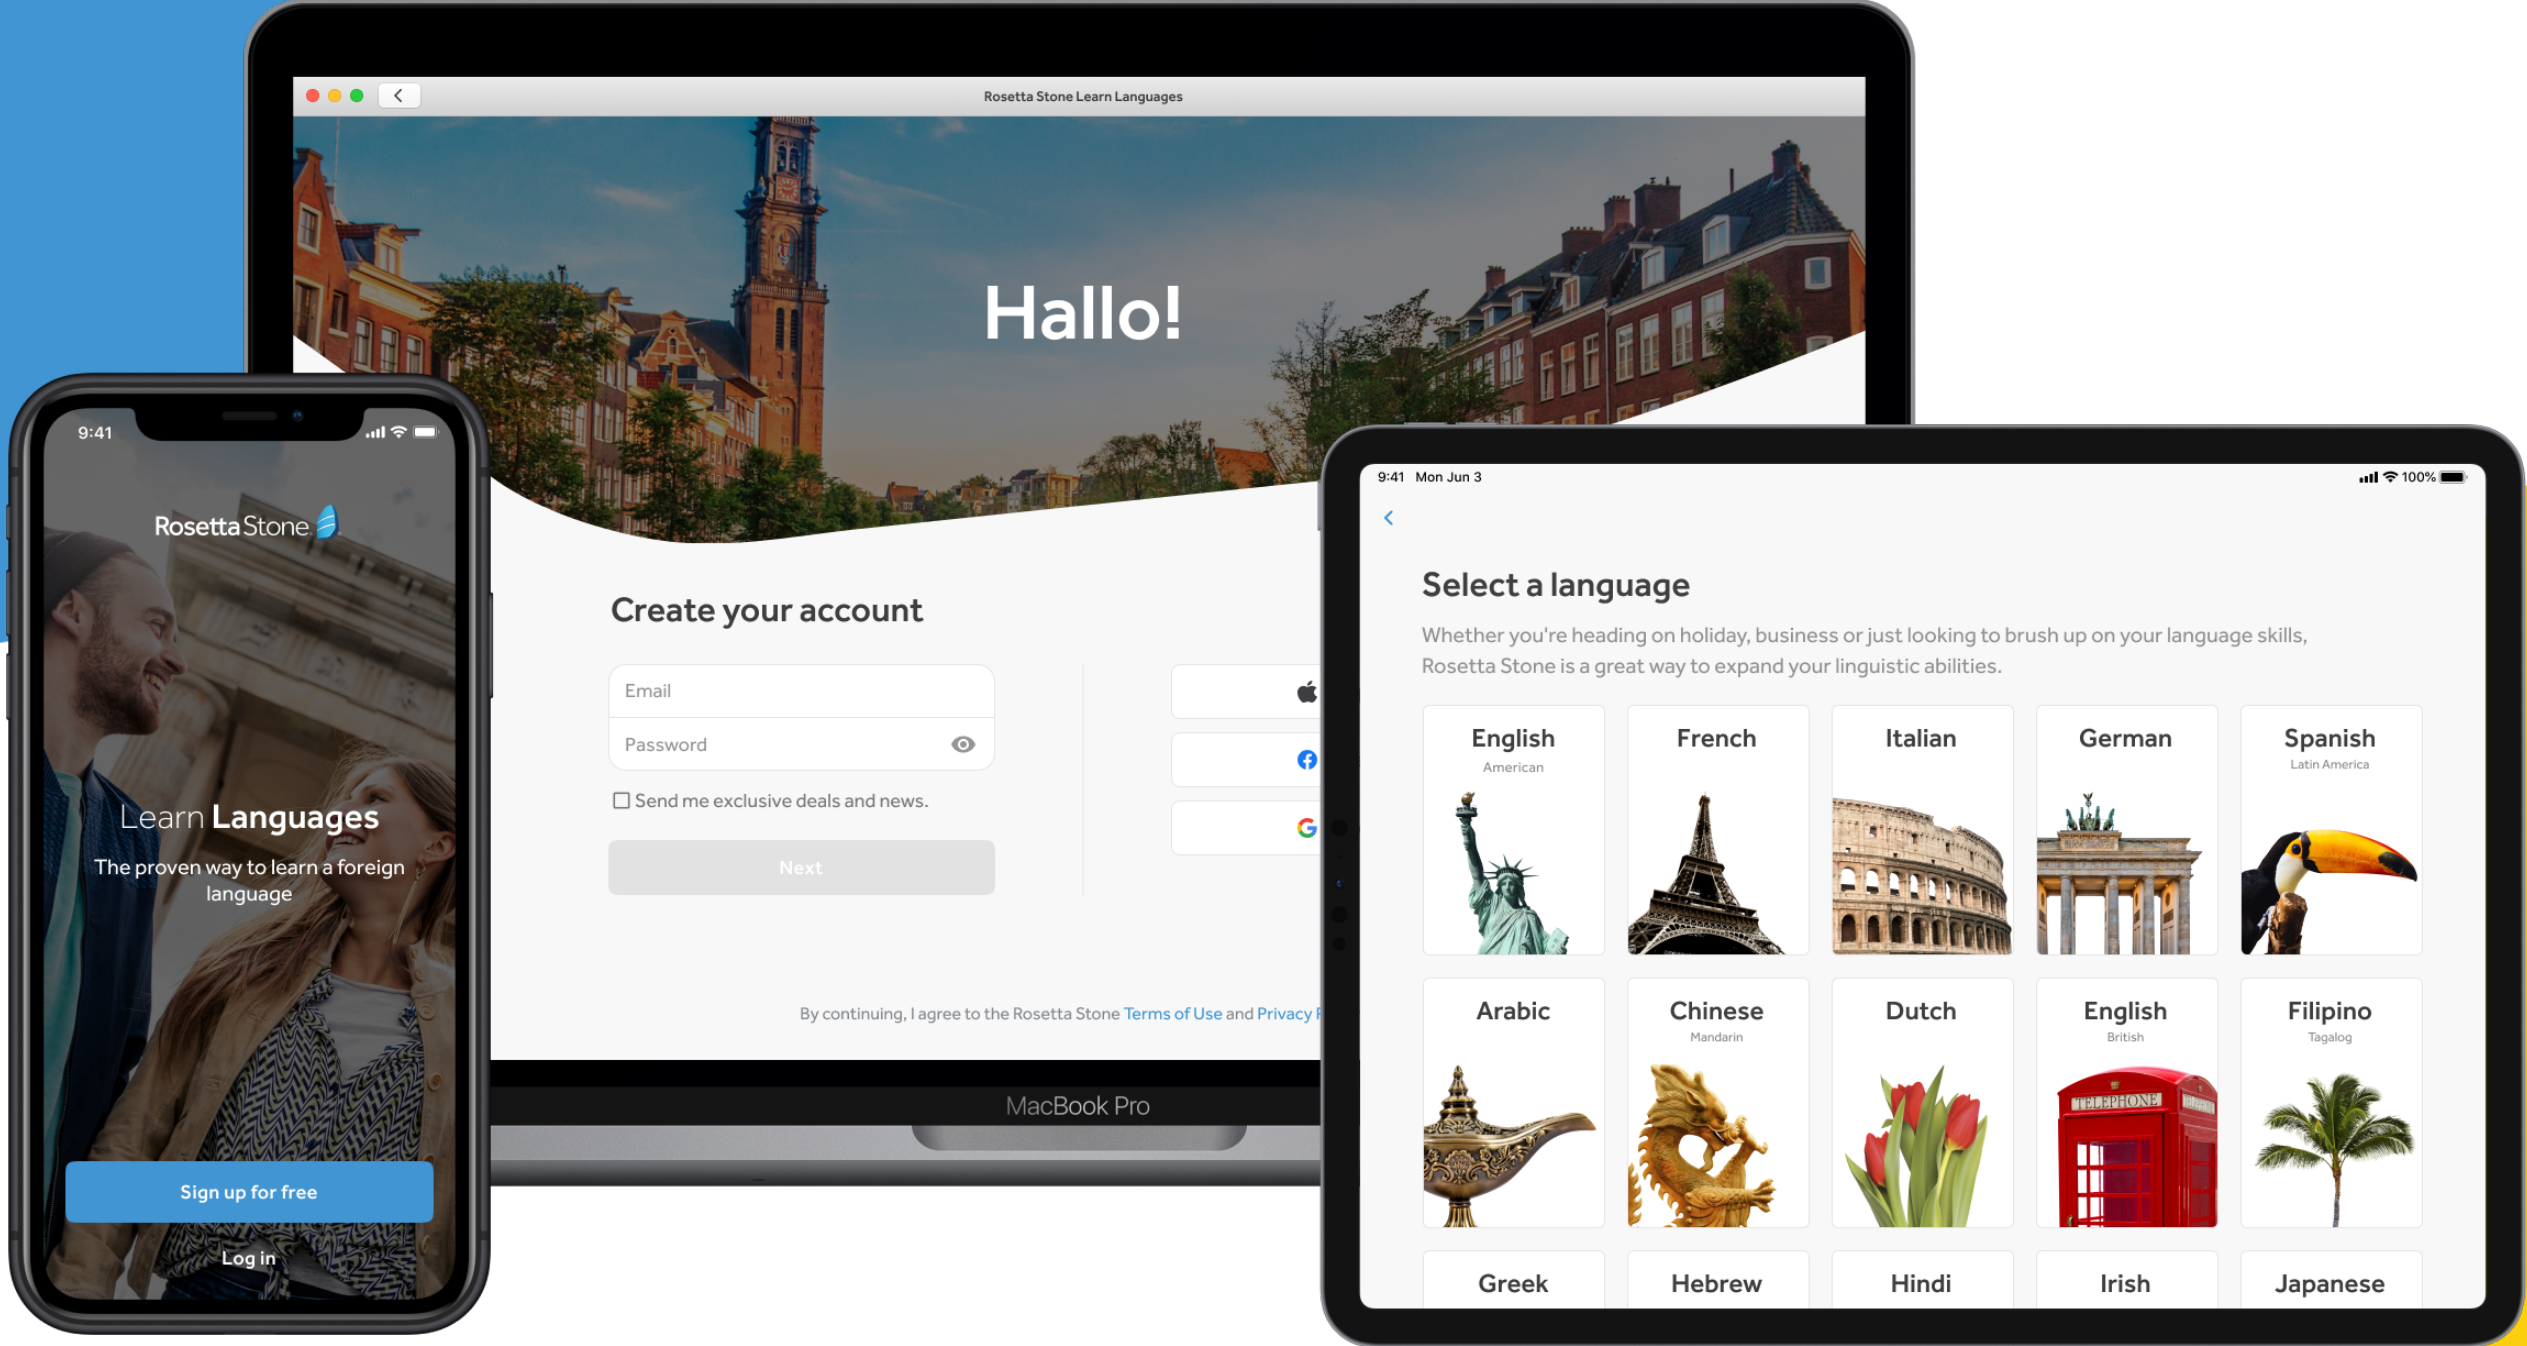 Rosetta Stone Learn Languages
Hallo!
Create your account
Email
Password
Send me exclusive deals and news.
Next
By continuing, I agree to the Rosetta Stone Terms of Use and Privacy
MacBook Pro
9:41
Rosetta Stone
Learn Languages
The proven way to learn a foreign
language
Sign up for free
Log in
9:41 Mon Jun 3
100%
Select a language
Whether you're heading on holiday, business or just looking to brush up on your language skills,
Rosetta Stone is a great way to expand your linguistic abilities.
English
American
French
Italian
German
Spanish
Latin America
Arabic
Chinese
Mandarin
Dutch
English
British
TELEPHONE
Filipino
Tagalog
Greek
Hebrew
Hindi
Irish
Japanese